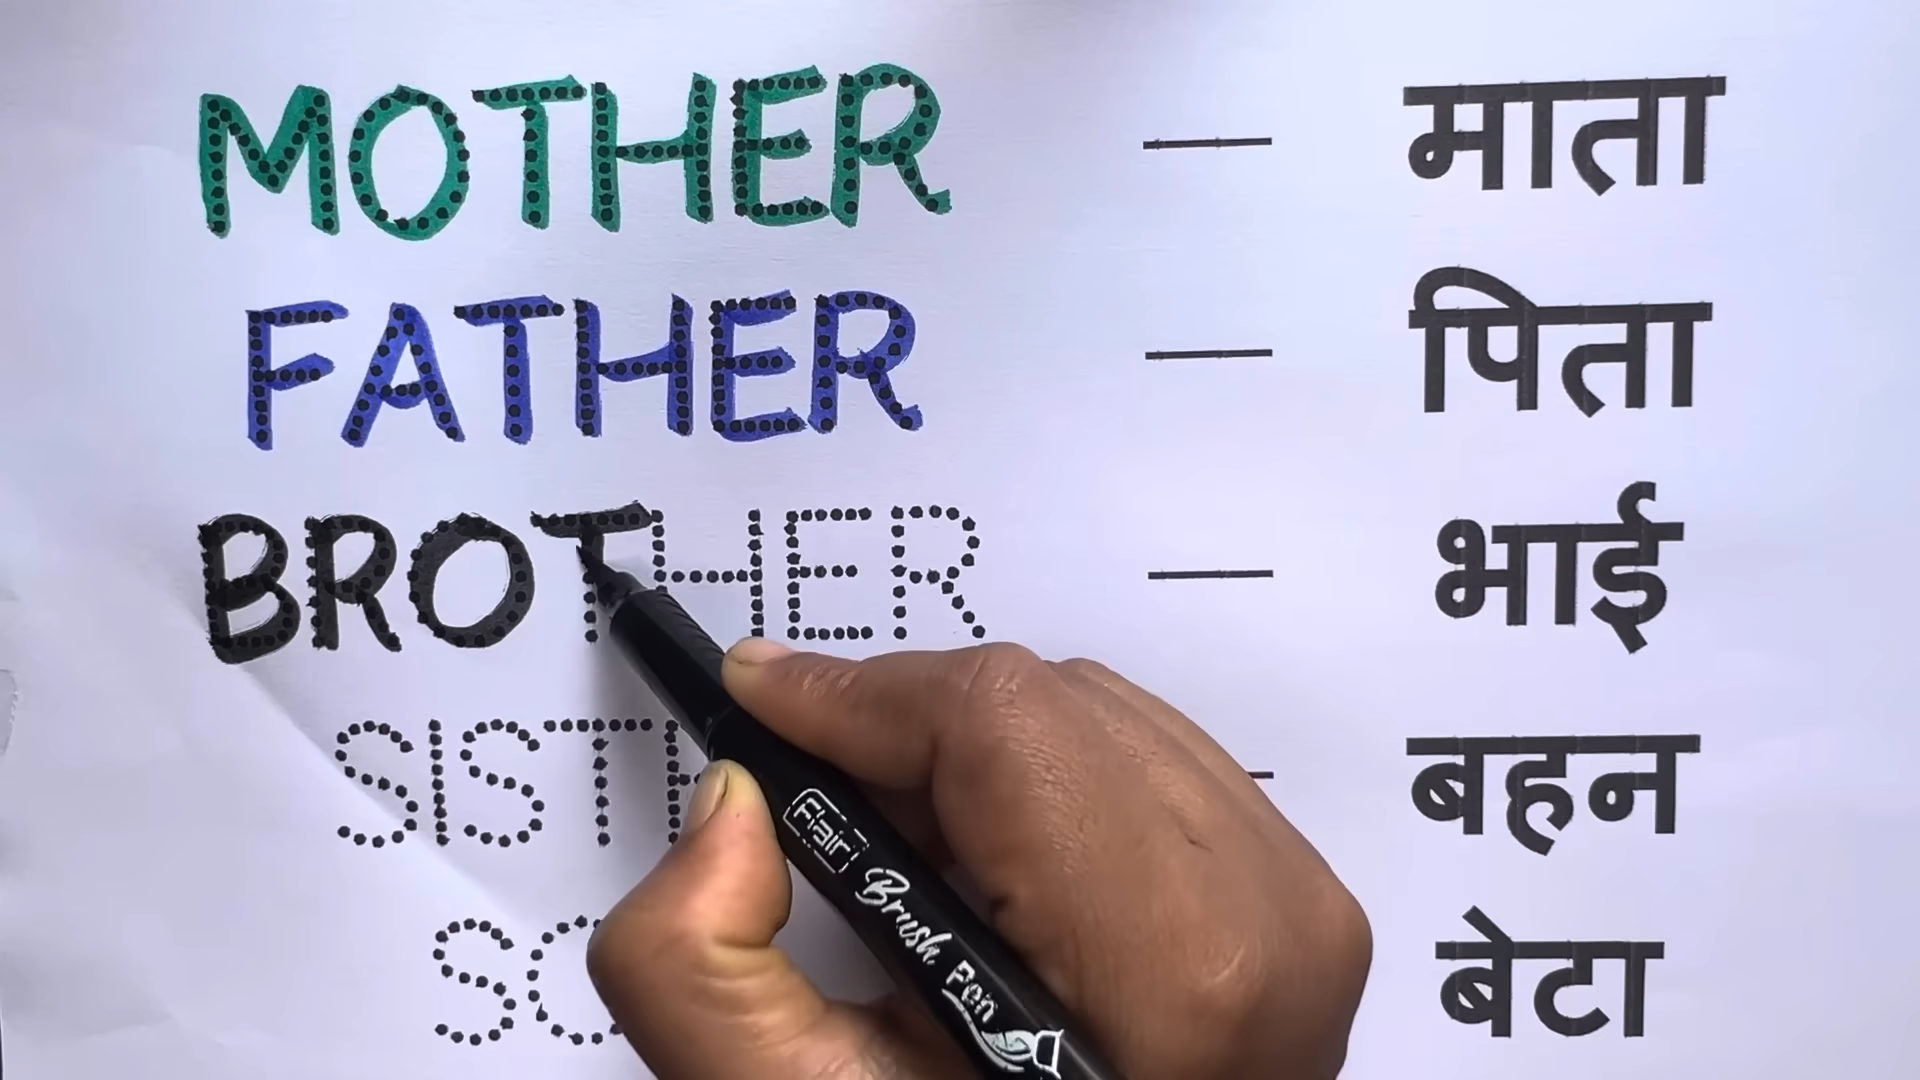 MOTHER — माता
FATHER — पिता
BROTHER — भाई
— बहन
बेटा
Flair Brush Pen